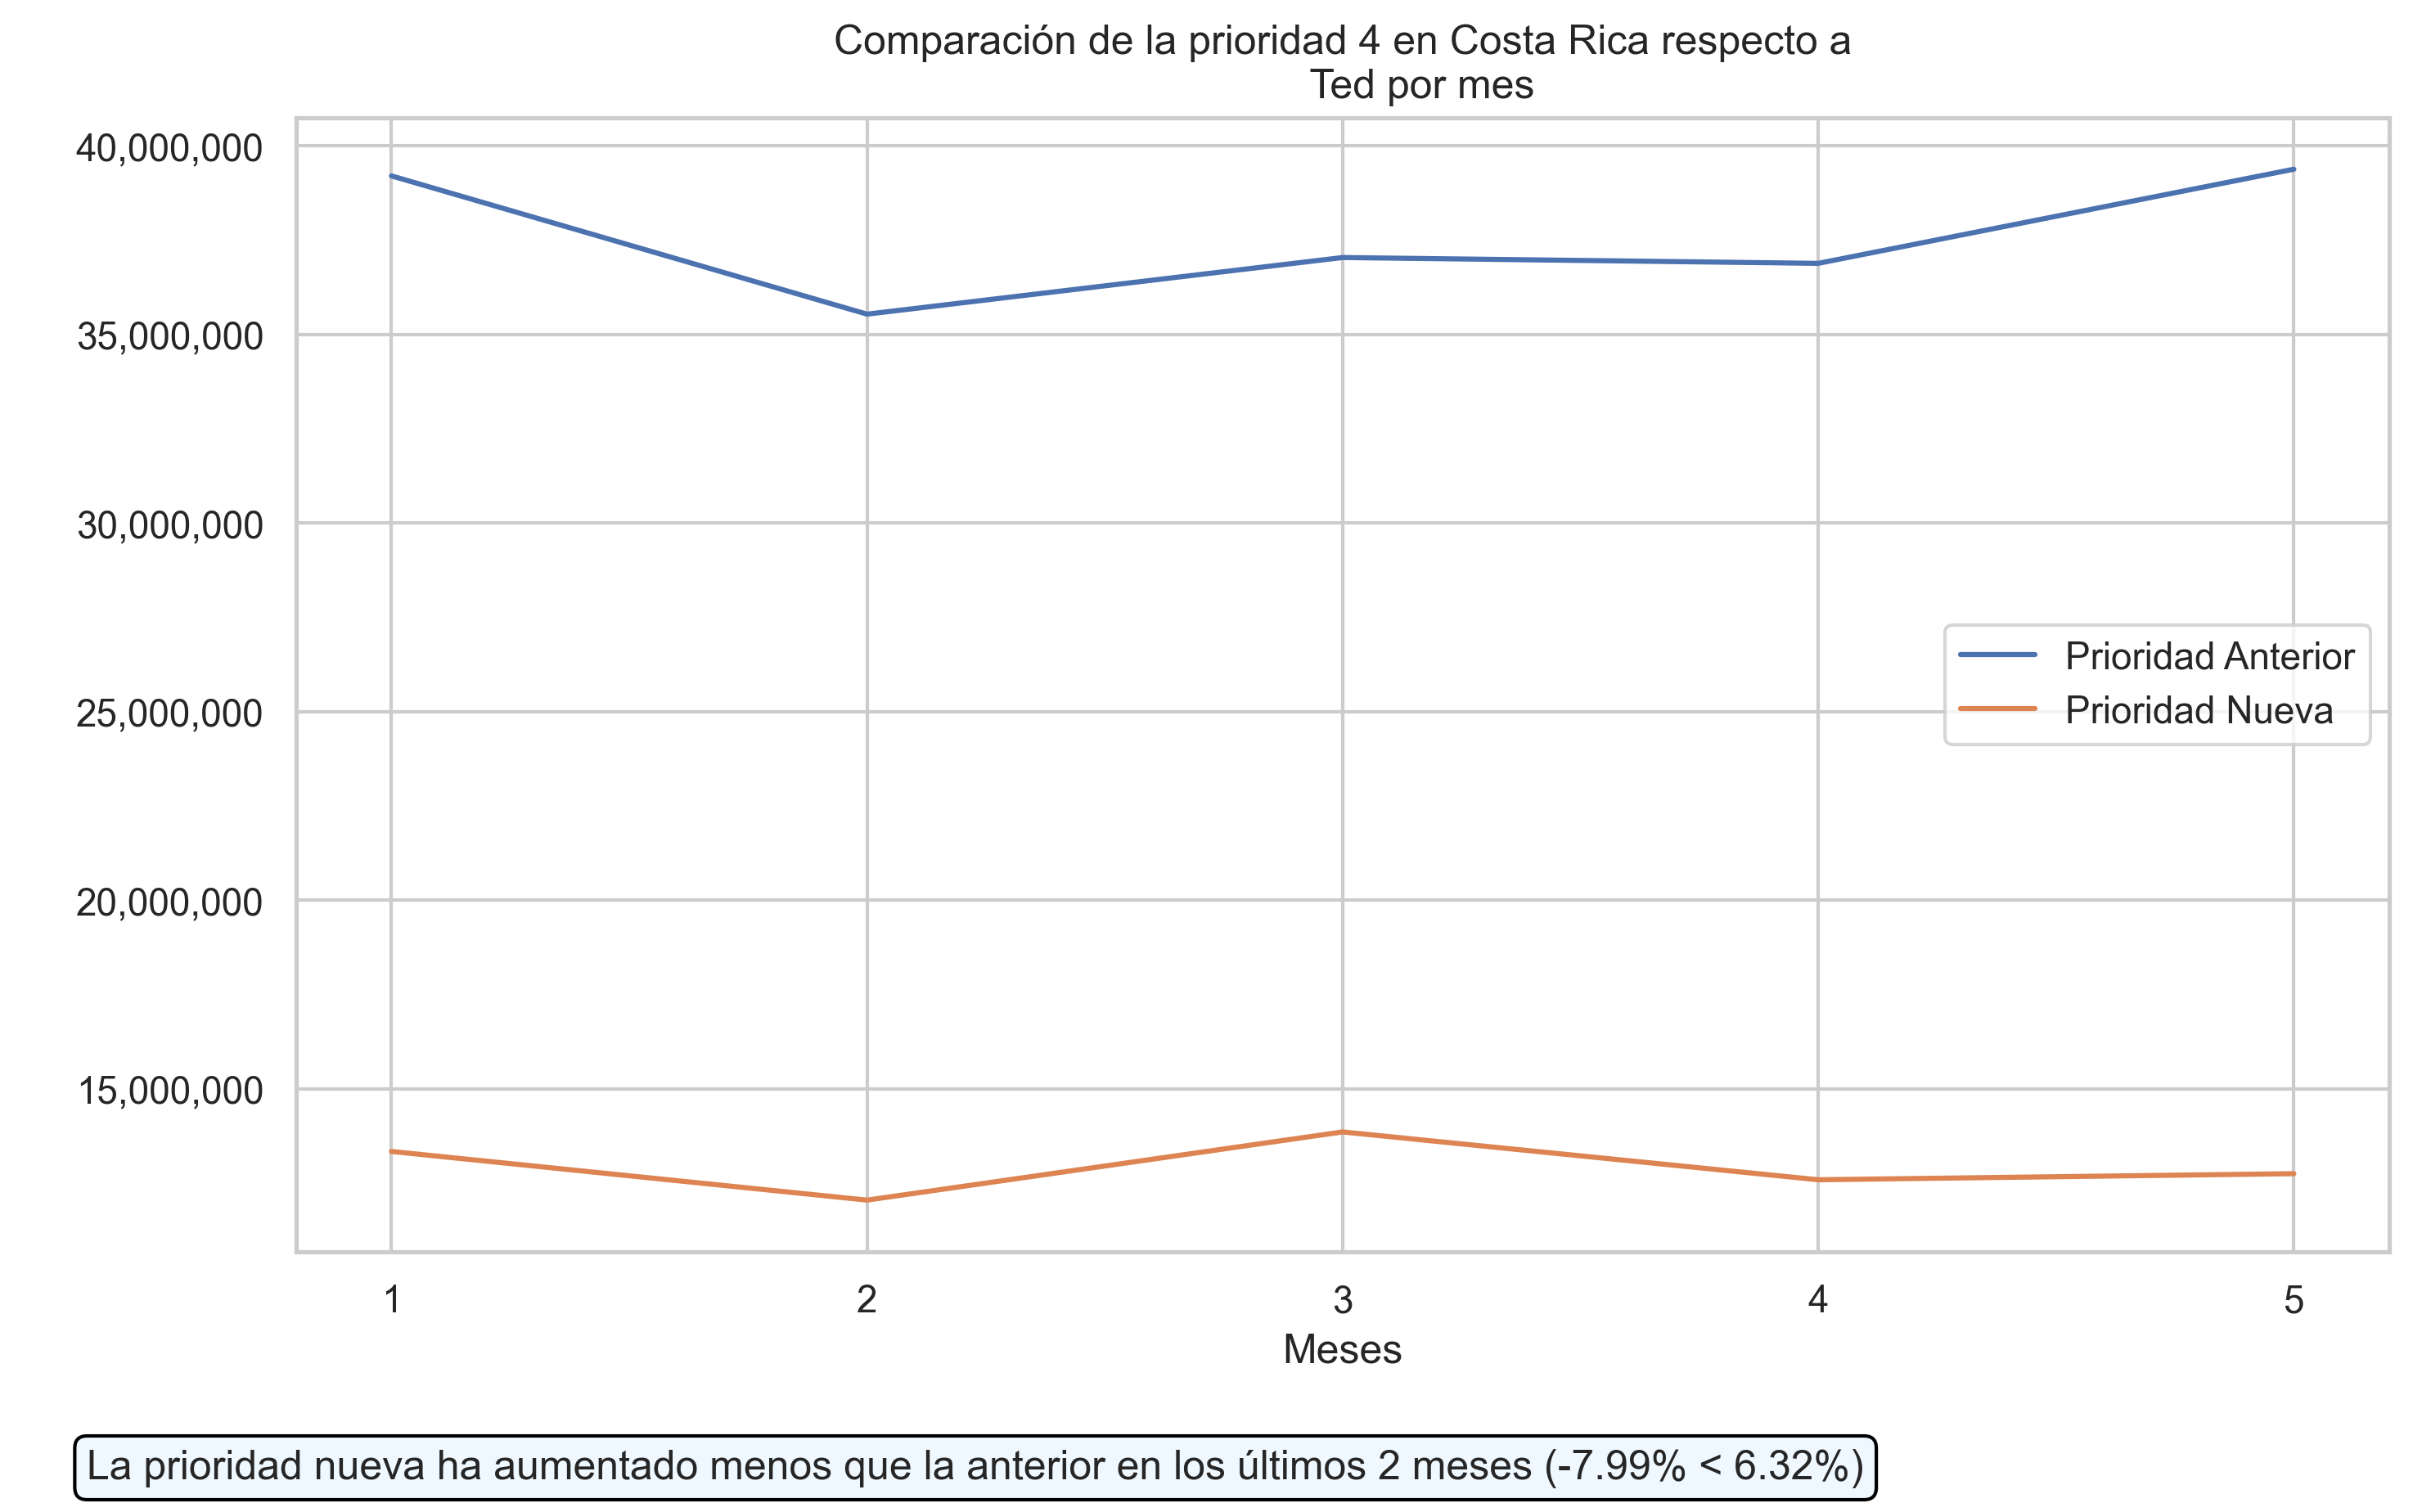 Comparación de la prioridad 4 en Costa Rica respecto a
Ted por mes
40,000,000
35,000,000
30,000,000
25,000,000
20,000,000
15,000,000
Prioridad Anterior
Prioridad Nueva
1
2
3
4
5
Meses
La prioridad nueva ha aumentado menos que la anterior en los últimos 2 meses (-7.99% < 6.32%)